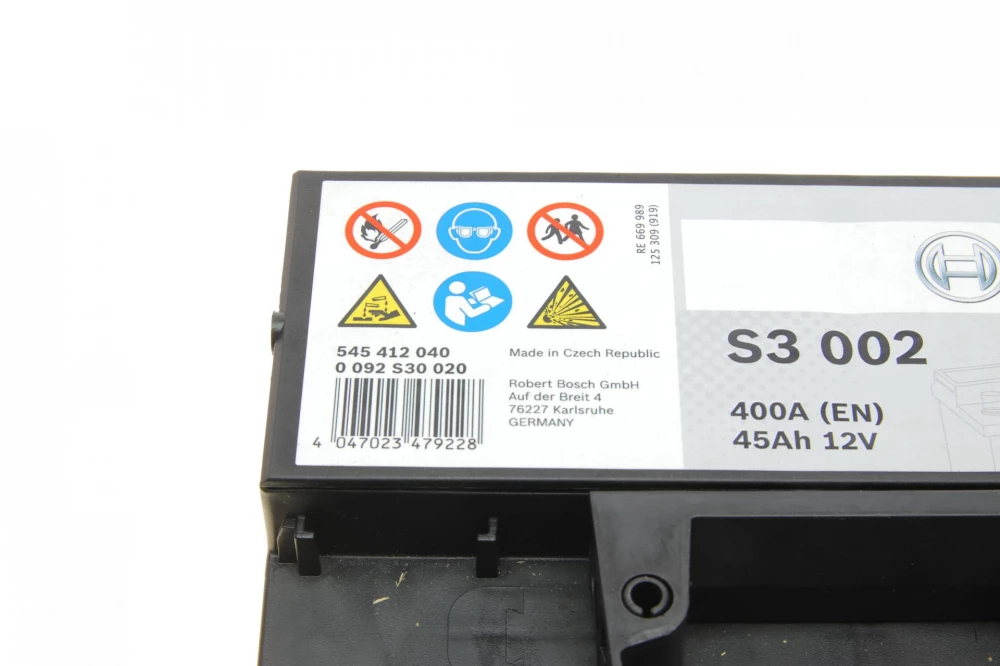 RE 669 989
125 309 (919)
545 412 040
0 092 S30 020
Made in Czech Republic
Robert Bosch GmbH
Auf der Breit 4
76227 Karlsruhe
GERMANY
4 047023 479228
S3 002
400A (EN)
45Ah 12V